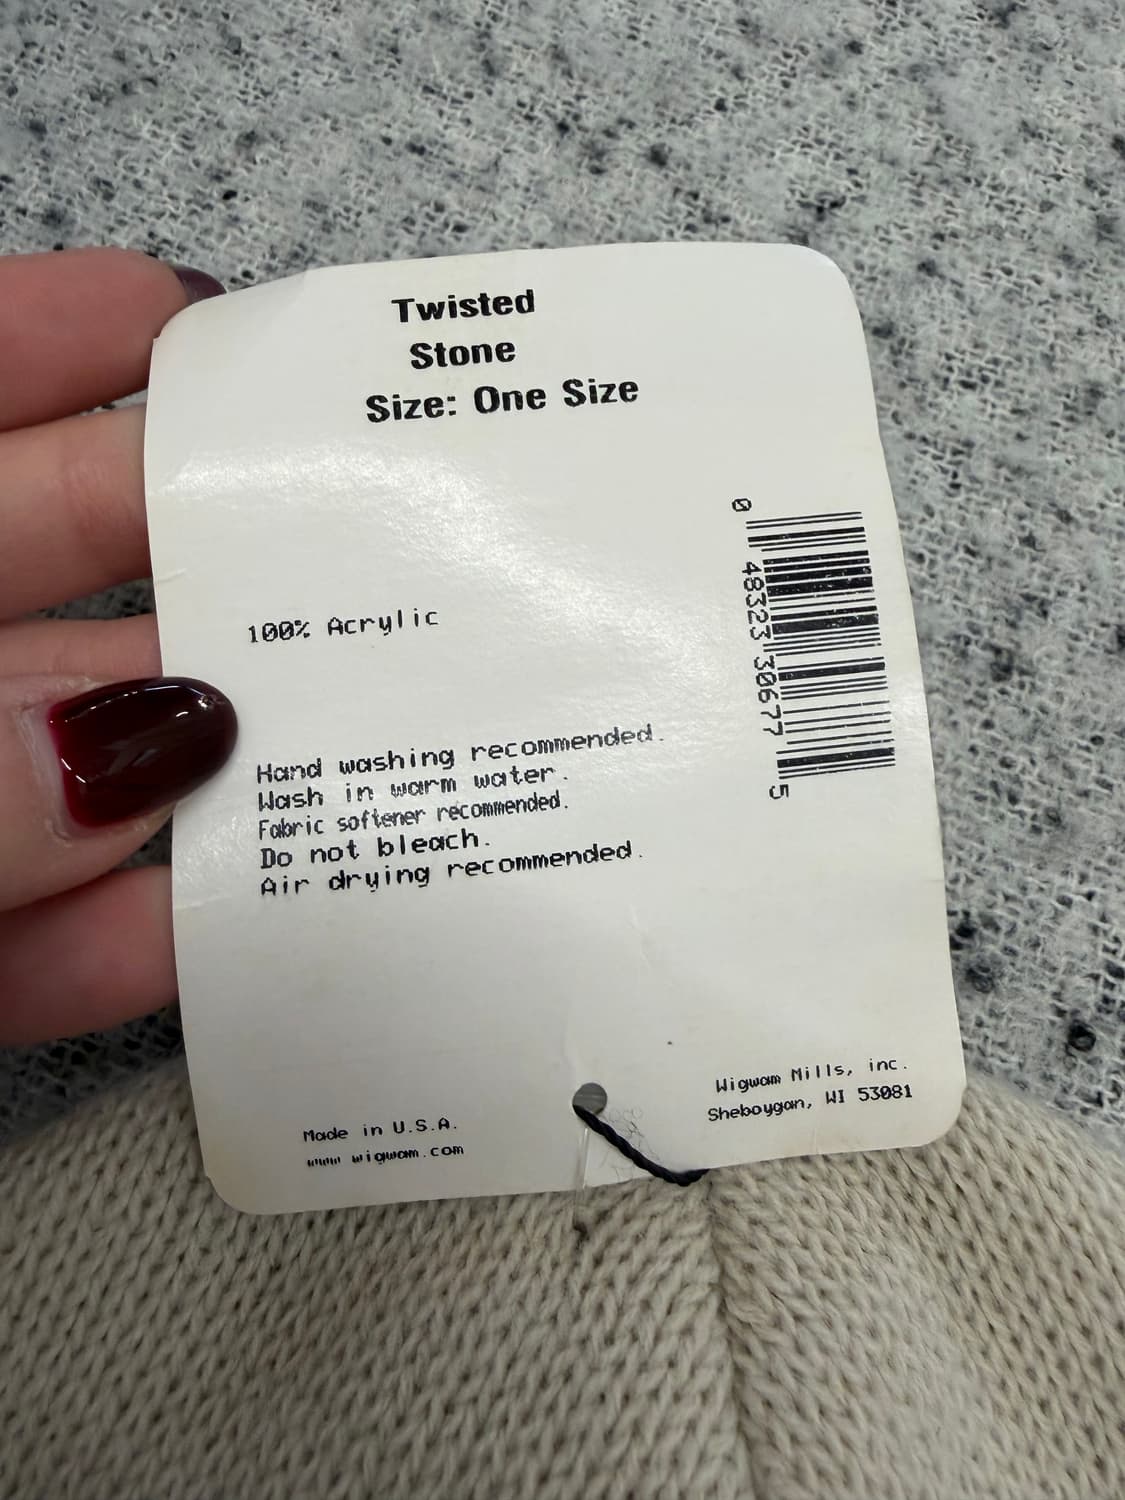 Twisted
Stone
Size: One Size
0 48323 30677 5
100% Acrylic
Hand washing recommended.
Wash in warm water.
Fabric softener recommended.
Do not bleach.
Air drying recommended.
Made in U.S.A.
www wigwam.com
Wigwam Mills, inc.
Sheboygan, WI 53081